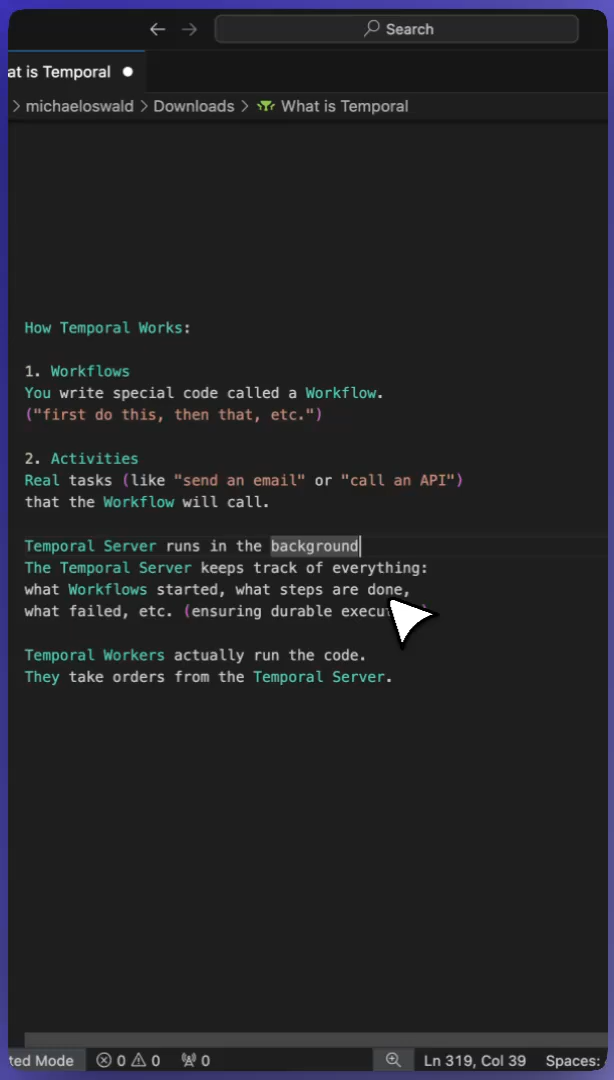 Search
at is Temporal
michaeloswald Downloads What is Temporal
How Temporal Works:
1. Workflows
You write special code called a Workflow.
("first do this, then that, etc.")
2. Activities
Real tasks (like "send an email" or "call an API")
that the Workflow will call.
Temporal Server runs in the background
The Temporal Server keeps track of everything:
what Workflows started, what steps are done,
what failed, etc. (ensuring durable
Temporal Workers actually run the code.
They take orders from the Temporal Server.
ted Mode 0 0 0 Ln 319, Col 39 Spaces: